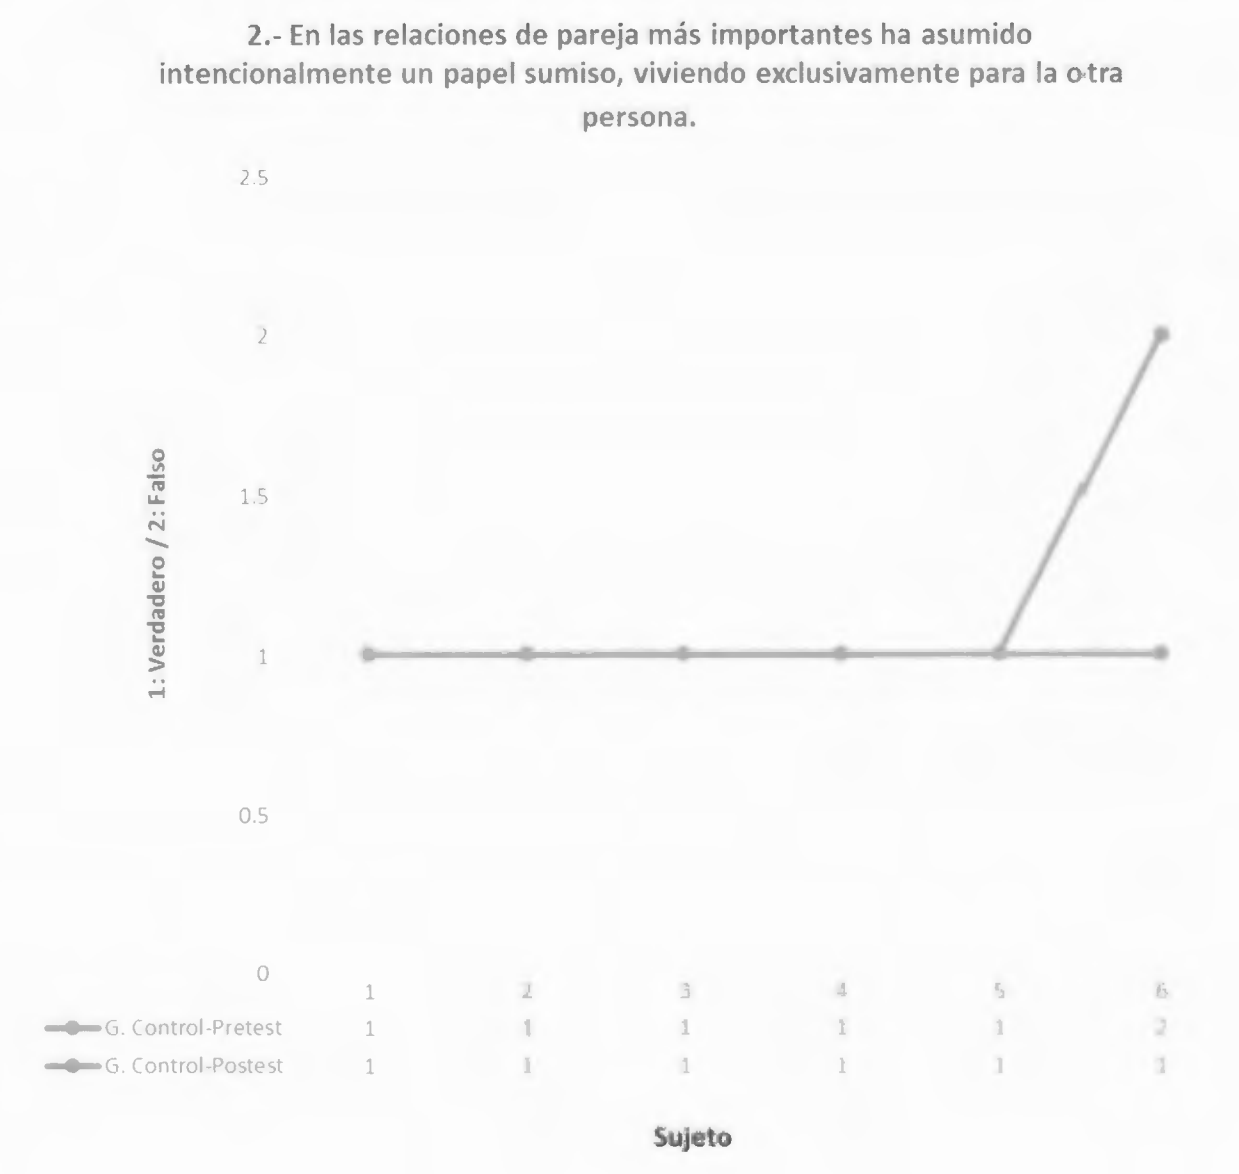 2.- En las relaciones de pareja más importantes ha asumido
intencionalmente un papel sumiso, viviendo exclusivamente para la otra
persona.
2.5
2
1.5
1
0.5
0
1: Verdadero / 2: Falso
1 2 3 4 5 6
G. Control-Pretest 1 1 1 1 1 2
G. Control-Postest 1 1 1 1 1 1
Sujeto